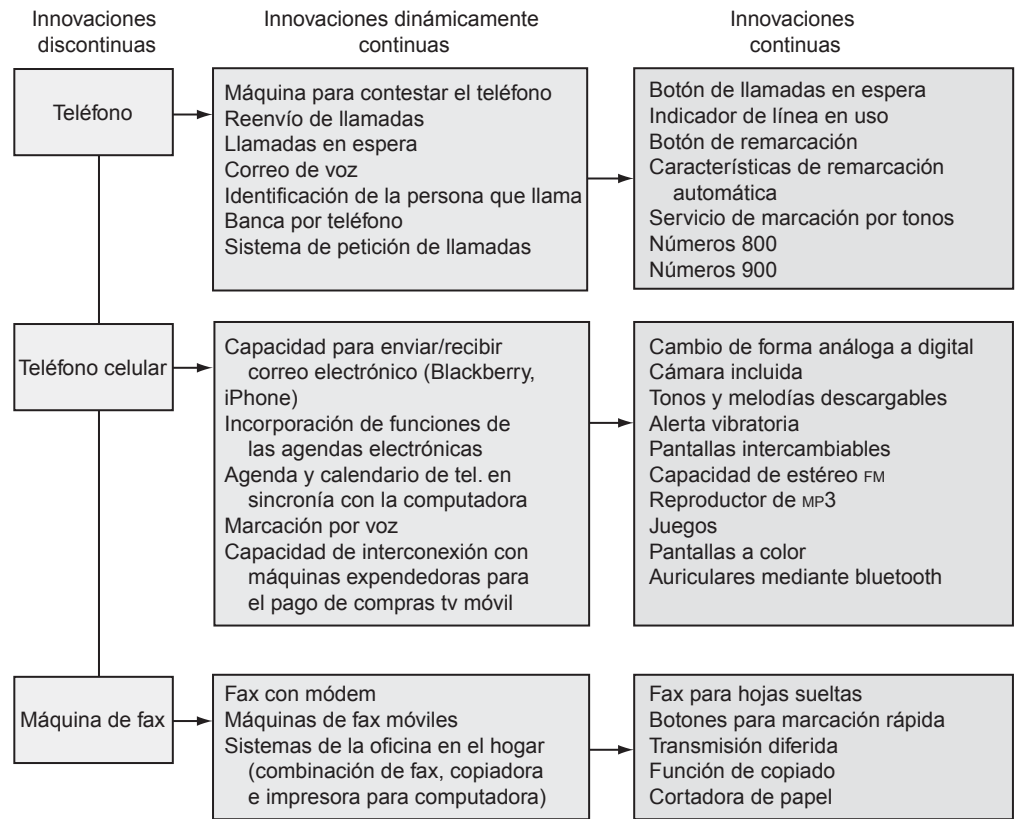 Innovaciones
discontinuas
Innovaciones dinámicamente
continuas
Innovaciones
continuas
Teléfono
Máquina para contestar el teléfono
Reenvío de llamadas
Llamadas en espera
Correo de voz
Identificación de la persona que llama
Banca por teléfono
Sistema de petición de llamadas
Botón de llamadas en espera
Indicador de línea en uso
Botón de remarcación
Características de remarcación
automática
Servicio de marcación por tonos
Números 800
Números 900
Teléfono celular
Capacidad para enviar/recibir
correo electrónico (Blackberry,
iPhone)
Incorporación de funciones de
las agendas electrónicas
Agenda y calendario de tel. en
sincronía con la computadora
Marcación por voz
Capacidad de interconexión con
máquinas expendedoras para
el pago de compras tv móvil
Cambio de forma análoga a digital
Cámara incluida
Tonos y melodías descargables
Alerta vibratoria
Pantallas intercambiables
Capacidad de estéreo FM
Reproductor de MP3
Juegos
Pantallas a color
Auriculares mediante bluetooth
Máquina de fax
Fax con módem
Máquinas de fax móviles
Sistemas de la oficina en el hogar
(combinación de fax, copiadora
e impresora para computadora)
Fax para hojas sueltas
Botones para marcación rápida
Transmisión diferida
Función de copiado
Cortadora de papel